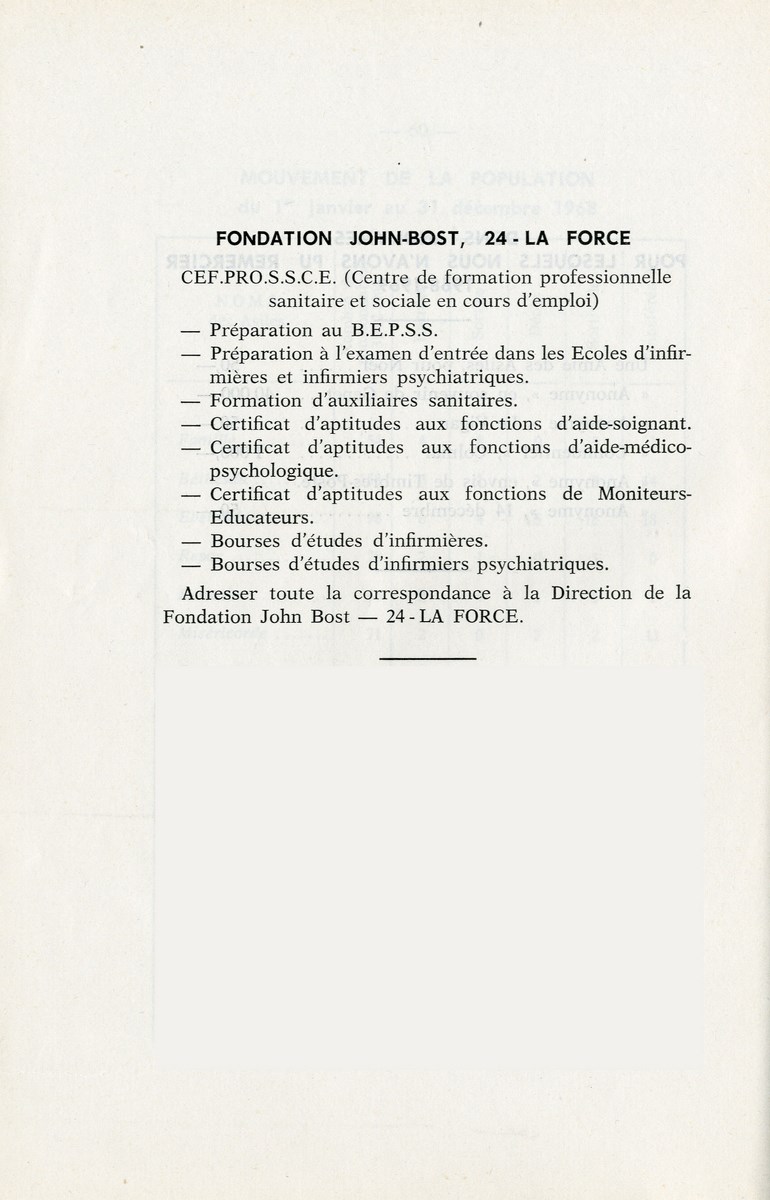 FONDATION JOHN-BOST, 24 - LA FORCE
CEF.PRO.S.S.C.E. (Centre de formation professionnelle
sanitaire et sociale en cours d'emploi)
— Préparation au B.E.P.S.S.
— Préparation à l'examen d'entrée dans les Ecoles d'infir-
mières et infirmiers psychiatriques.
— Formation d'auxiliaires sanitaires.
— Certificat d'aptitudes aux fonctions d'aide-soignant.
— Certificat d'aptitudes aux fonctions d'aide-médico-
psychologique.
— Certificat d'aptitudes aux fonctions de Moniteurs-
Educateurs.
— Bourses d'études d'infirmières.
— Bourses d'études d'infirmiers psychiatriques.
Adresser toute la correspondance à la Direction de la
Fondation John Bost — 24 - LA FORCE.